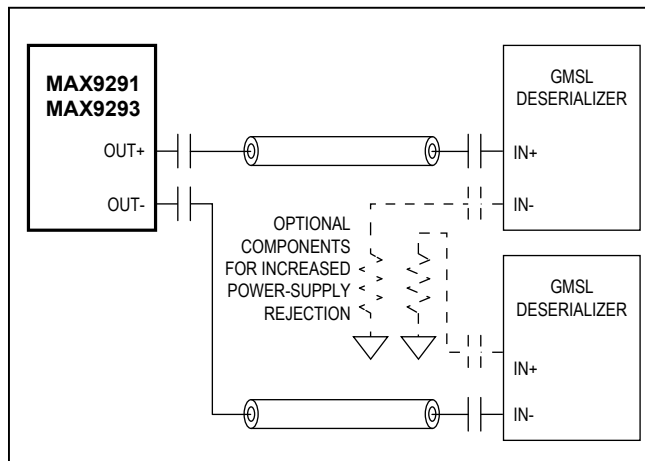 MAX9291
MAX9293
OUT+
OUT-
GMSL
DESERIALIZER
IN+
IN-
OPTIONAL
COMPONENTS
FOR INCREASED
POWER-SUPPLY
REJECTION
GMSL
DESERIALIZER
IN+
IN-